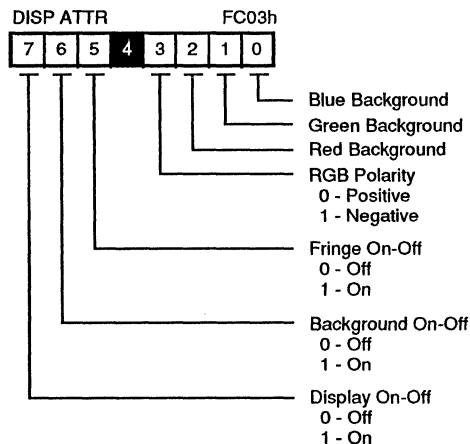 DISP ATTR FC03h
7 6 5 4 3 2 1 0
Blue Background
Green Background
Red Background
RGB Polarity
0 - Positive
1 - Negative
Fringe On-Off
0 - Off
1 - On
Background On-Off
0 - Off
1 - On
Display On-Off
0 - Off
1 - On